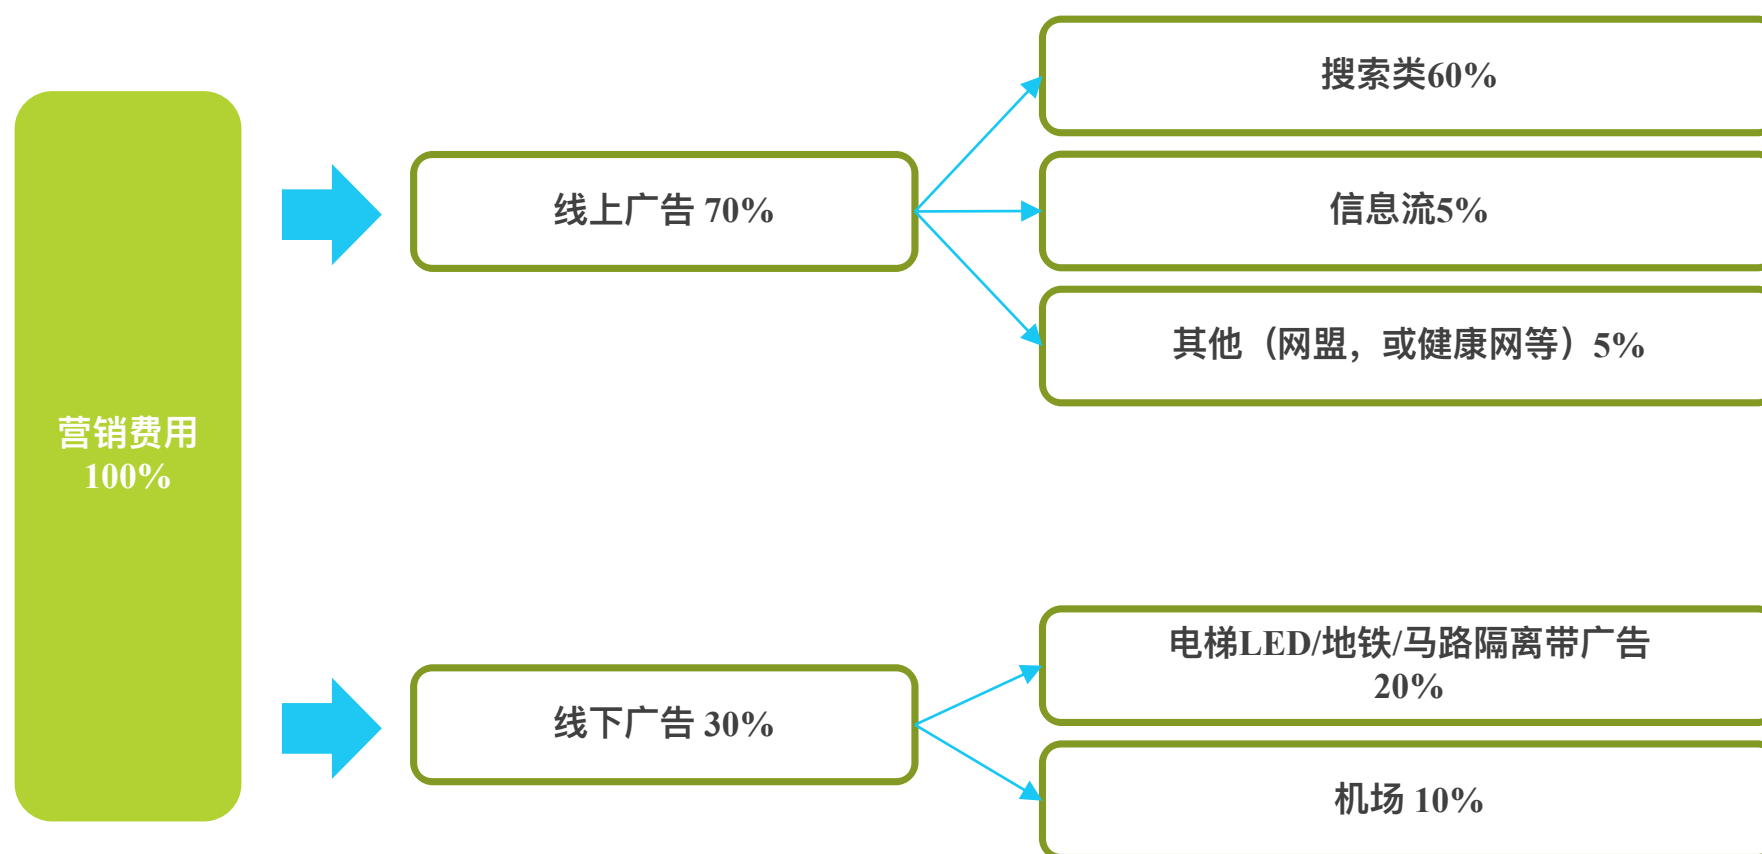 营销费用
100%
线上广告 70%
搜索类60%
信息流5%
其他（网盟，或健康网等）5%
线下广告 30%
电梯LED/地铁/马路隔离带广告
20%
机场 10%